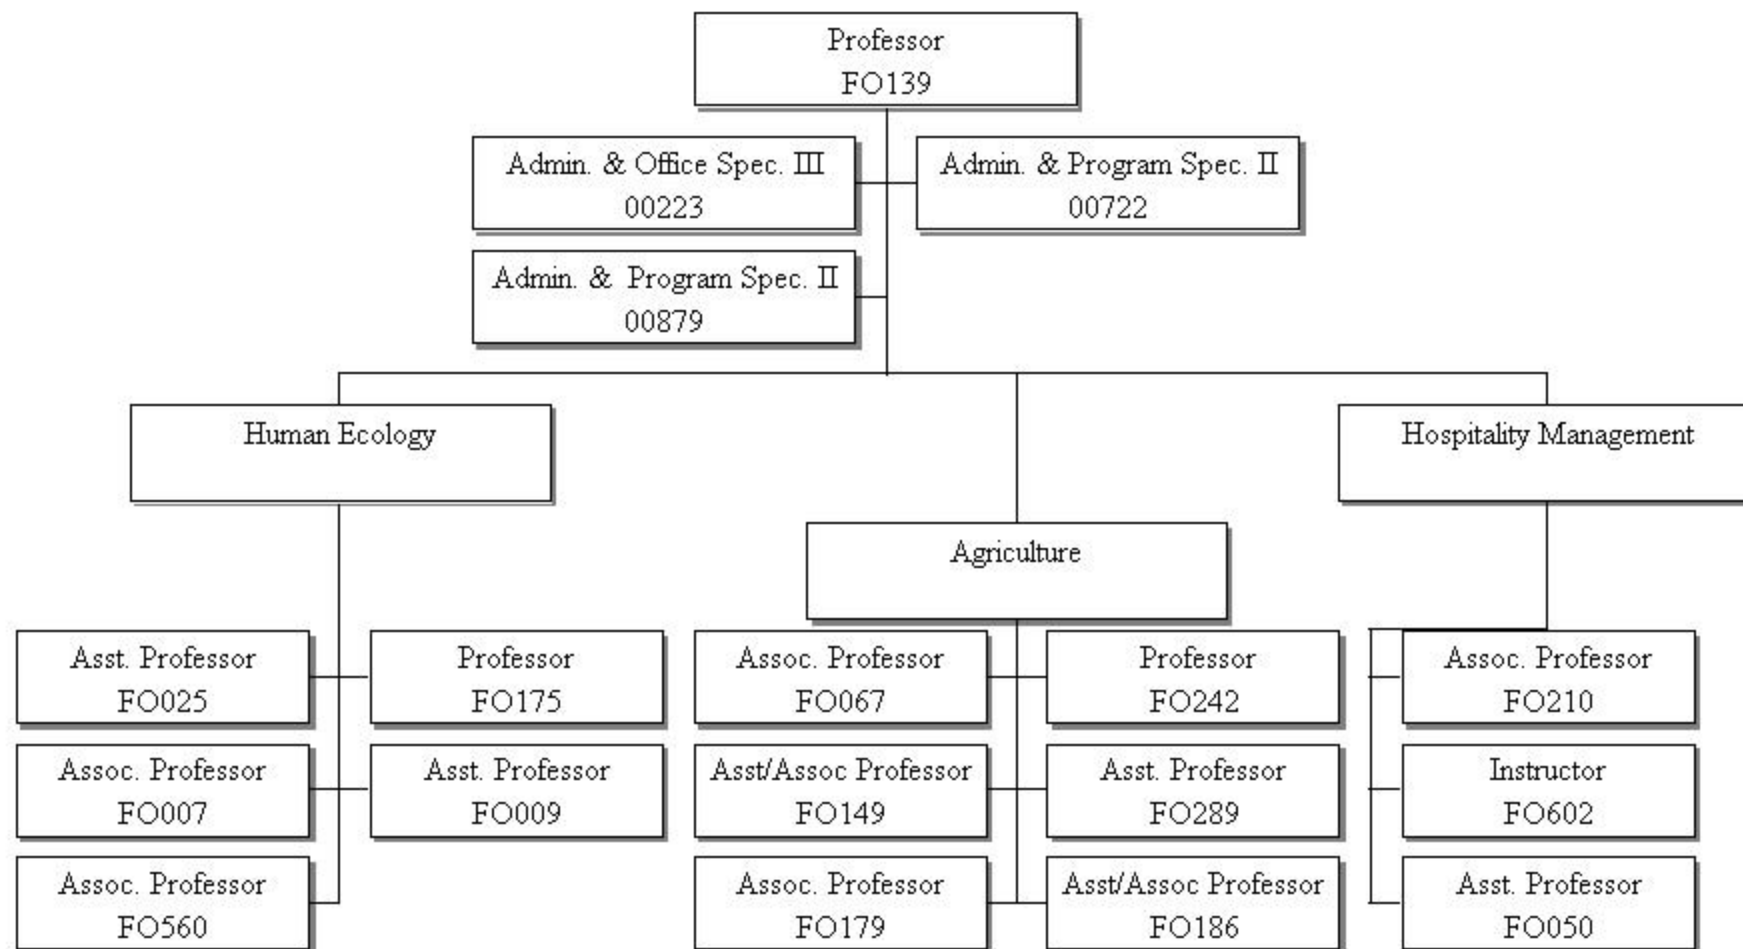 Professor
FO139
Admin. & Office Spec. III
00223
Admin. & Program Spec. II
00722
Admin. & Program Spec. II
00879
Human Ecology
Hospitality Management
Agriculture
Asst. Professor
FO025
Professor
FO175
Assoc. Professor
FO067
Professor
FO242
Assoc. Professor
FO210
Assoc. Professor
FO007
Asst. Professor
FO009
Asst/Assoc Professor
FO149
Asst. Professor
FO289
Instructor
FO602
Assoc. Professor
FO560
Assoc. Professor
FO179
Asst/Assoc Professor
FO186
Asst. Professor
FO050